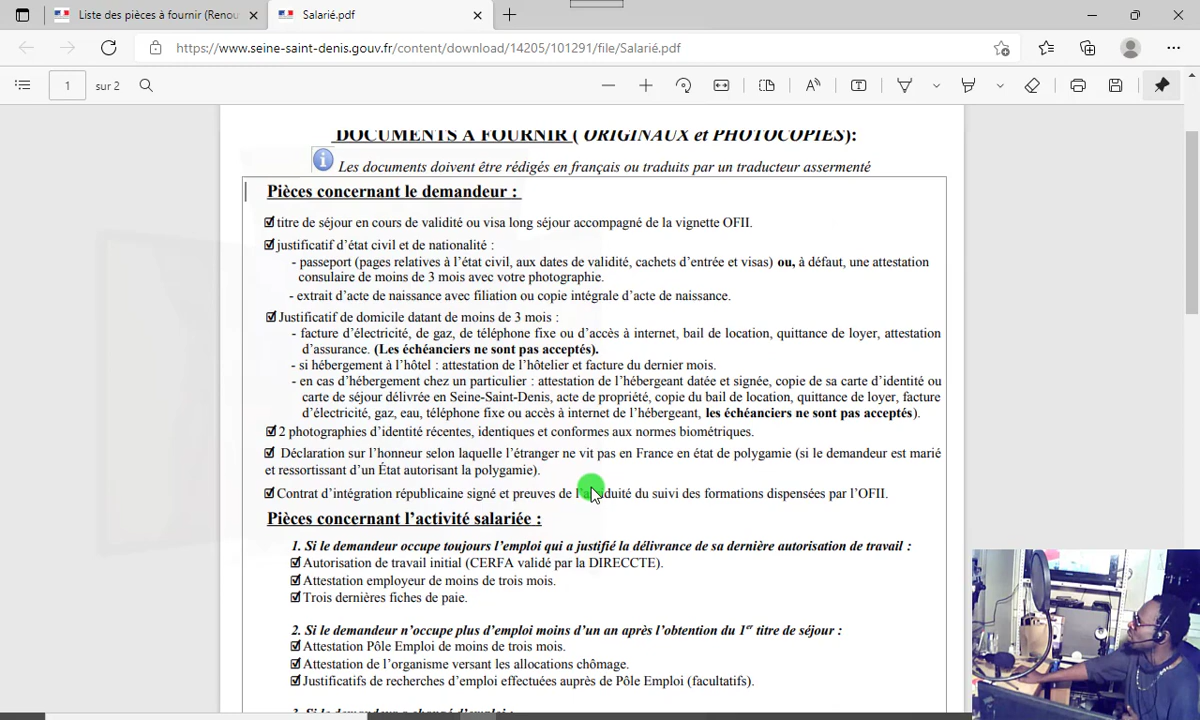 Liste des pièces à fournir (Renou
Salarié.pdf
https://www.seine-saint-denis.gouv.fr/content/download/14205/101291/file/Salarié.pdf
1 sur 2
DOCUMENTS A FOURNIR ( ORIGINAUX et PHOTOCOPIES):
Les documents doivent être rédigés en français ou traduits par un traducteur assermenté
Pièces concernant le demandeur :
titre de séjour en cours de validité ou visa long séjour accompagné de la vignette OFII.
justificatif d'état civil et de nationalité :
- passeport (pages relatives à l'état civil, aux dates de validité, cachets d'entrée et visas) ou, à défaut, une attestation
consulaire de moins de 3 mois avec votre photographie.
- extrait d'acte de naissance avec filiation ou copie intégrale d'acte de naissance.
Justificatif de domicile datant de moins de 3 mois :
- facture d'électricité, de gaz, de téléphone fixe ou d'accès à internet, bail de location, quittance de loyer, attestation
d'assurance. (Les échéanciers ne sont pas acceptés).
- si hébergement à l'hôtel : attestation de l'hôtelier et facture du dernier mois.
- en cas d'hébergement chez un particulier : attestation de l'hébergeant datée et signée, copie de sa carte d'identité ou
carte de séjour délivrée en Seine-Saint-Denis, acte de propriété, copie du bail de location, quittance de loyer, facture
d'électricité, gaz, eau, téléphone fixe ou accès à internet de l'hébergeant, les échéanciers ne sont pas acceptés).
2 photographies d'identité récentes, identiques et conformes aux normes biométriques.
Déclaration sur l'honneur selon laquelle l'étranger ne vit pas en France en état de polygamie (si le demandeur est marié
et ressortissant d'un État autorisant la polygamie).
Contrat d'intégration républicaine signé et preuves de du suivi des formations dispensées par l'OFII.
Pièces concernant l'activité salariée :
1. Si le demandeur occupe toujours l'emploi qui a justifié la délivrance de sa dernière autorisation de travail :
Autorisation de travail initial (CERFA validé par la DIRECCTE).
Attestation employeur de moins de trois mois.
Trois dernières fiches de paie.
2. Si le demandeur n'occupe plus d'emploi moins d'un an après l'obtention du 1er titre de séjour :
Attestation Pôle Emploi de moins de trois mois.
Attestation de l'organisme versant les allocations chômage.
Justificatifs de recherches d'emploi effectuées auprès de Pôle Emploi (facultatifs).
3. Si le demandeur a changé d'emploi :